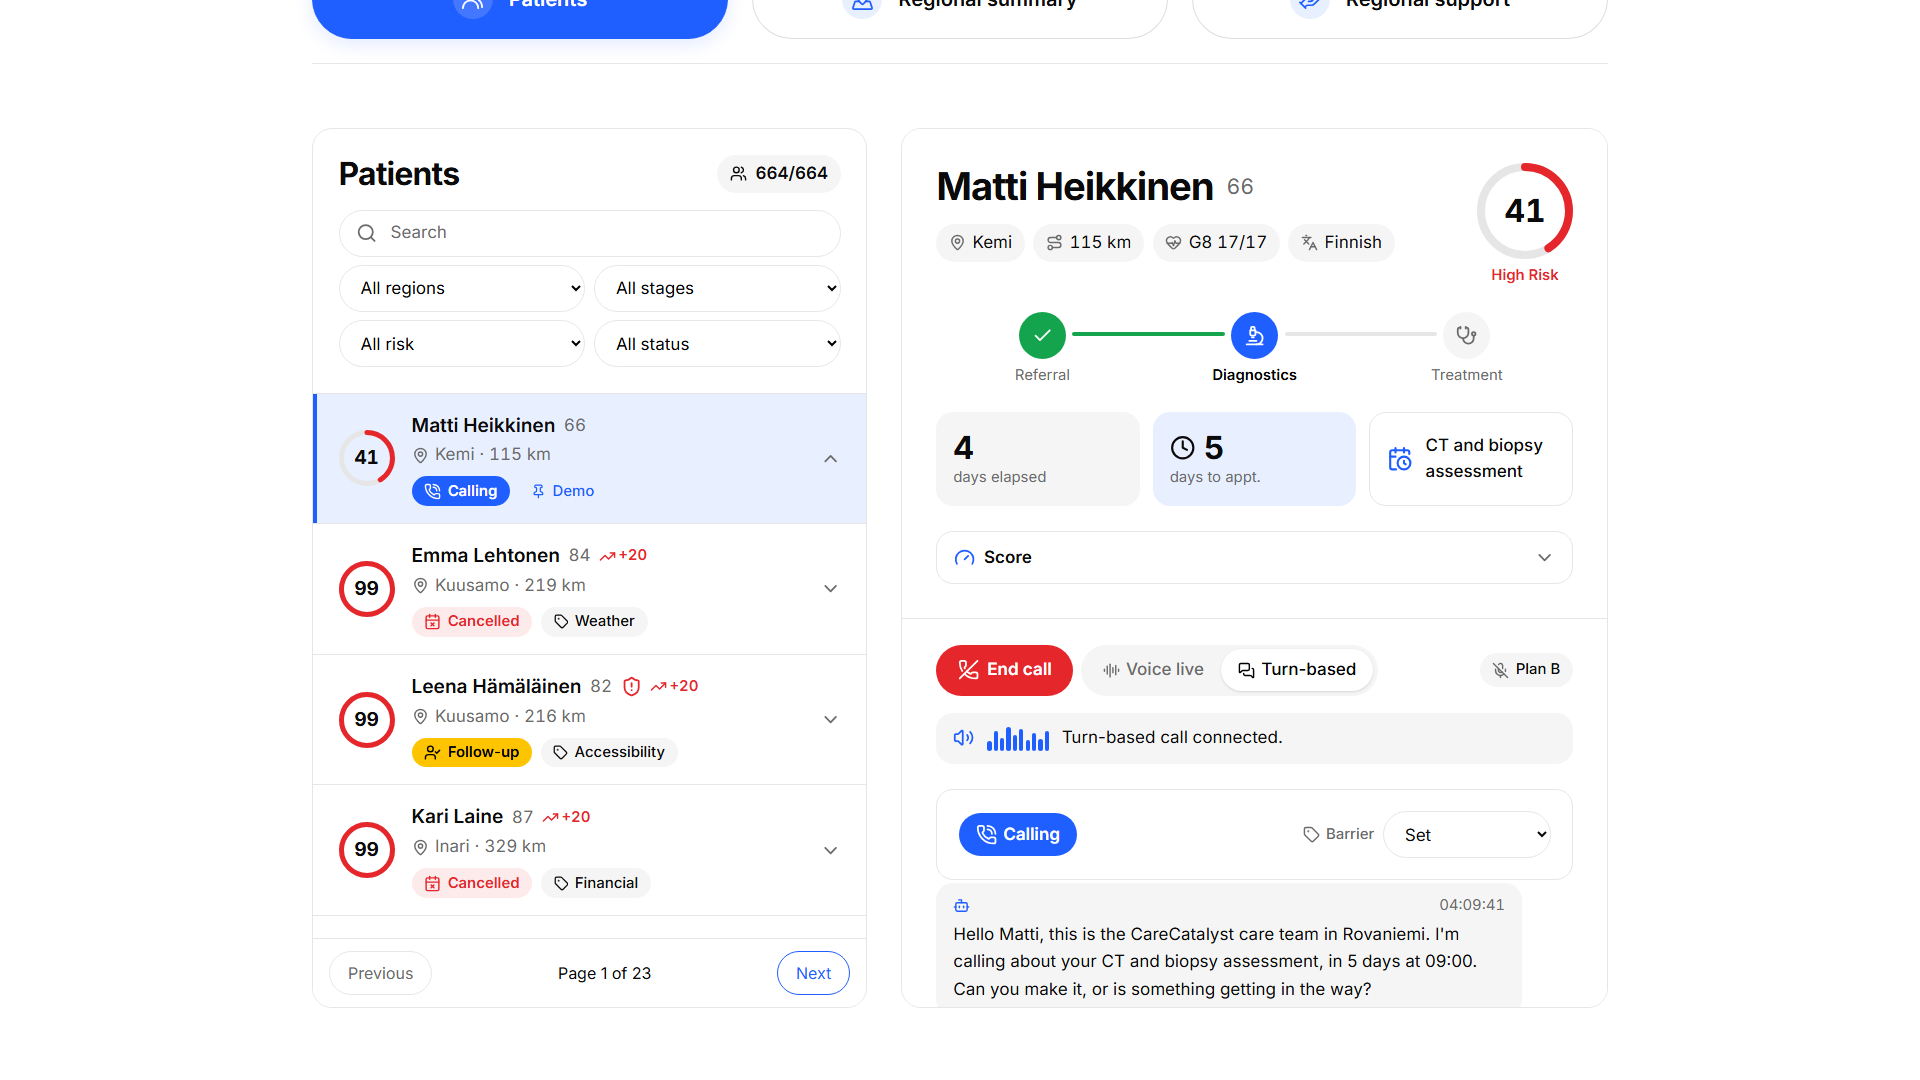 Patients
Regional summary
Regional support
Patients
664/664
Search
All regions
All stages
All risk
All status
41
Matti Heikkinen 66
Kemi · 115 km
Calling
Demo
99
Emma Lehtonen 84 +20
Kuusamo · 219 km
Cancelled
Weather
99
Leena Hämäläinen 82 +20
Kuusamo · 216 km
Follow-up
Accessibility
99
Kari Laine 87 +20
Inari · 329 km
Cancelled
Financial
Previous
Page 1 of 23
Next
Matti Heikkinen 66
Kemi
115 km
G8 17/17
Finnish
41
High Risk
Referral
Diagnostics
Treatment
4
days elapsed
5
days to appt.
CT and biopsy
assessment
Score
End call
Voice live
Turn-based
Plan B
Turn-based call connected.
Calling
Barrier
Set
04:09:41
Hello Matti, this is the CareCatalyst care team in Rovaniemi. I'm
calling about your CT and biopsy assessment, in 5 days at 09:00.
Can you make it, or is something getting in the way?